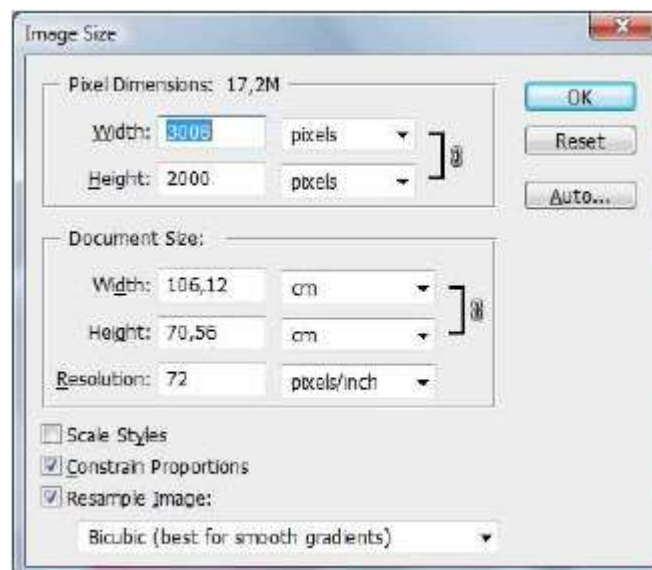 Image Size
Pixel Dimensions: 17,2M
Width: 3008 pixels
Height: 2000 pixels
OK
Reset
Auto...
Document Size:
Width: 106,12 cm
Height: 70,56 cm
Resolution: 72 pixels/inch
Scale Styles
Constrain Proportions
Resample Image:
Bicubic (best for smooth gradients)